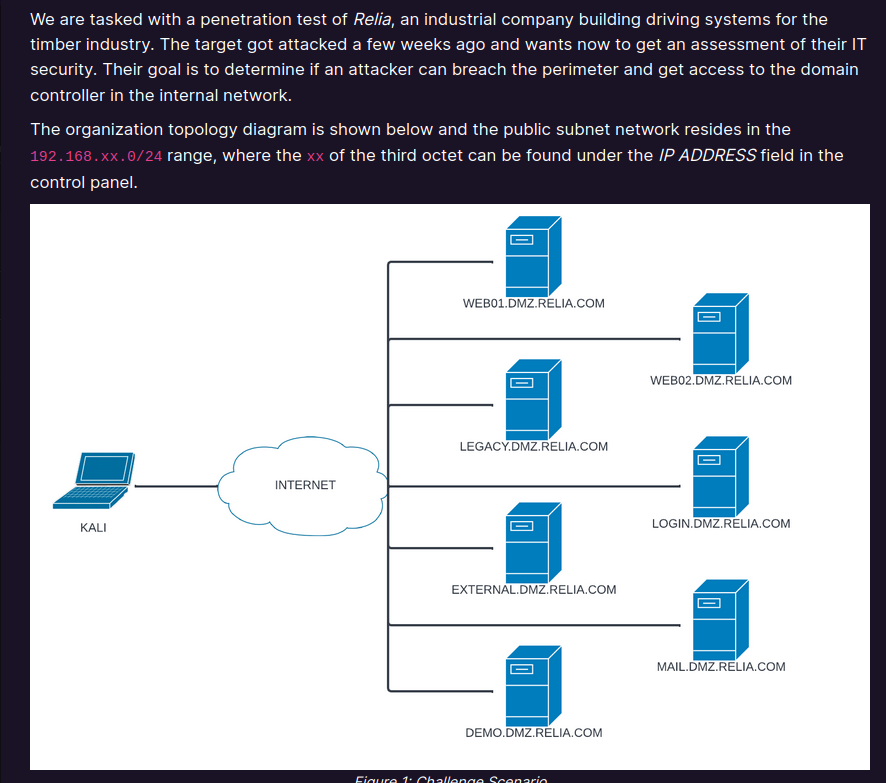 We are tasked with a penetration test of Relia, an industrial company building driving systems for the
timber industry. The target got attacked a few weeks ago and wants now to get an assessment of their IT
security. Their goal is to determine if an attacker can breach the perimeter and get access to the domain
controller in the internal network.
The organization topology diagram is shown below and the public subnet network resides in the
192.168.xx.0/24 range, where the xx of the third octet can be found under the IP ADDRESS field in the
control panel.
WEB01.DMZ.RELIA.COM
WEB02.DMZ.RELIA.COM
LEGACY.DMZ.RELIA.COM
INTERNET
KALI
LOGIN.DMZ.RELIA.COM
EXTERNAL.DMZ.RELIA.COM
MAIL.DMZ.RELIA.COM
DEMO.DMZ.RELIA.COM
Figure 1: Challenge Scenario